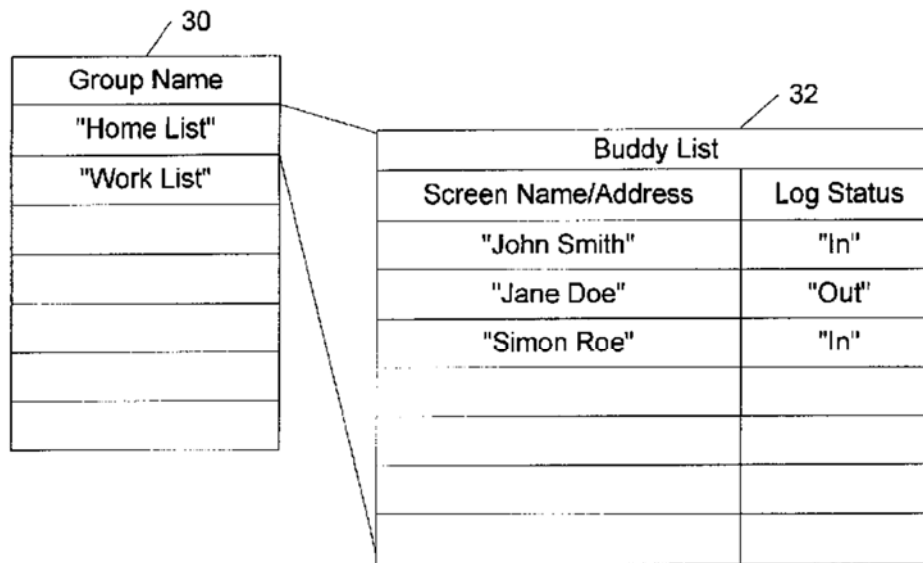 30
Group Name
"Home List"
"Work List"
32
Buddy List
Screen Name/Address Log Status
"John Smith" "In"
"Jane Doe" "Out"
"Simon Roe" "In"